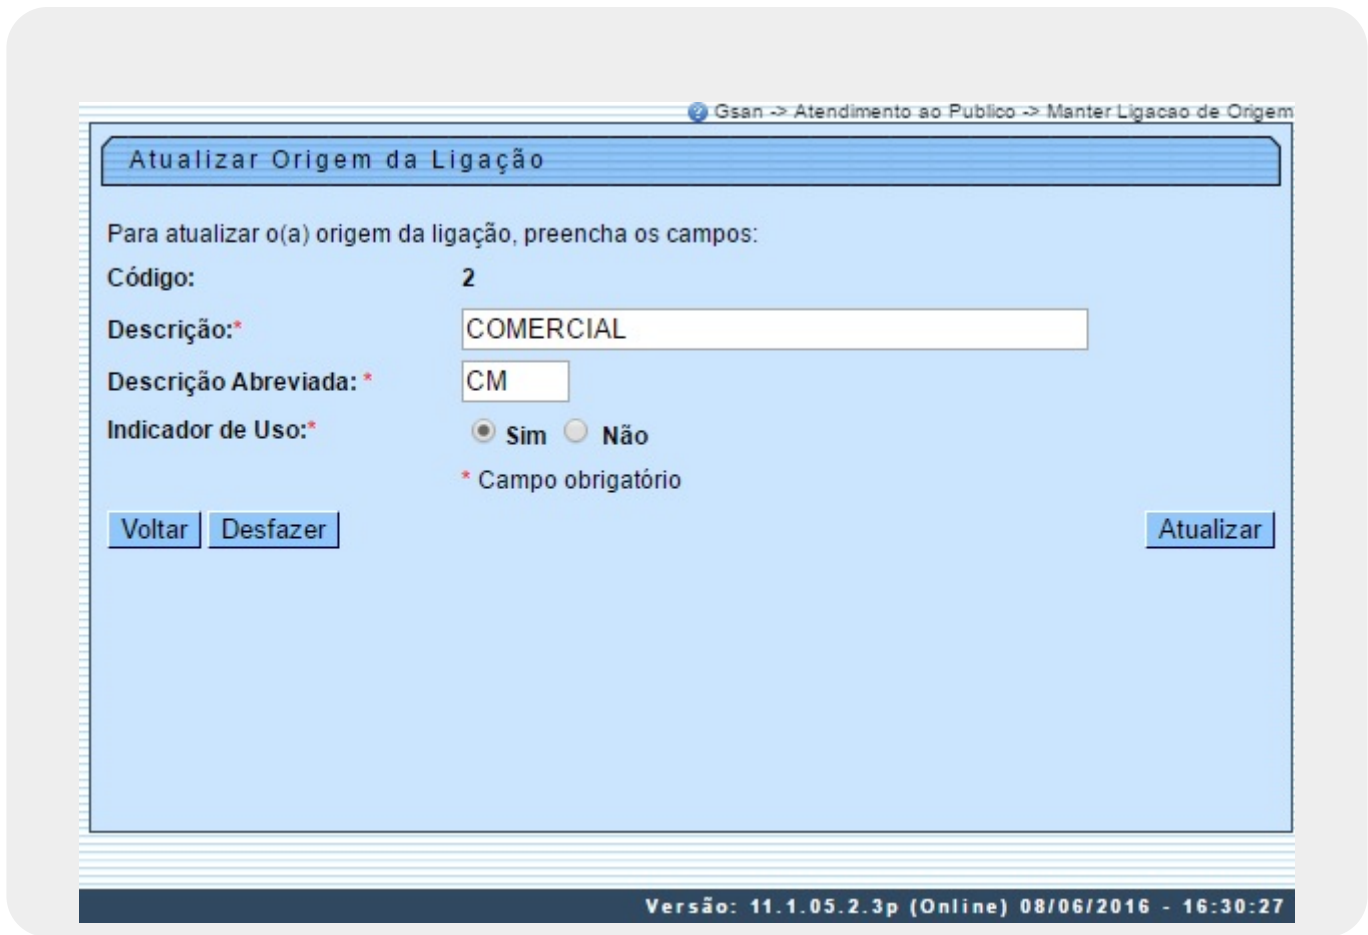 Gsan -> Atendimento ao Publico -> Manter Ligacao de Origem
Atualizar Origem da Ligação
Para atualizar o(a) origem da ligação, preencha os campos:
Código: 2
Descrição:* COMERCIAL
Descrição Abreviada: * CM
Indicador de Uso:* Sim Não
* Campo obrigatório
Voltar Desfazer Atualizar
Versão: 11.1.05.2.3p (Online) 08/06/2016 - 16:30:27